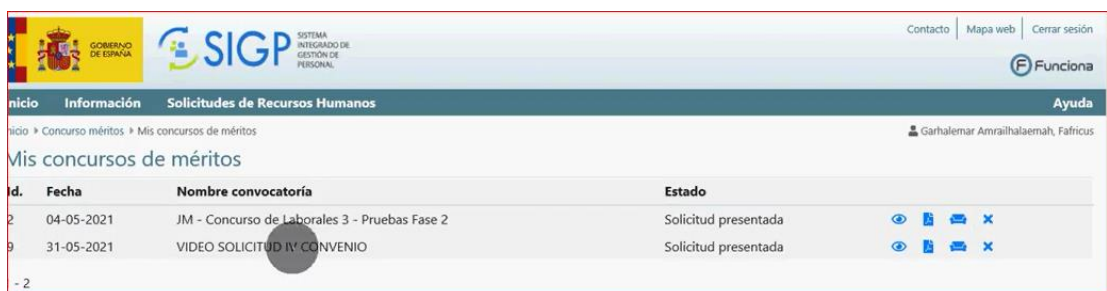 Contacto | Mapa web | Cerrar sesión
GOBIERNO
DE ESPAÑA
SIGP
SISTEMA
INTEGRADO DE
GESTIÓN DE
PERSONAL
Funciona
nicio Información Solicitudes de Recursos Humanos Ayuda
nicio Concurso méritos Mis concursos de méritos Garhalemar Amrailhalaemah, Fafricus
Mis concursos de méritos
Id. Fecha Nombre convocatoría Estado
2 04-05-2021 JM - Concurso de Laborales 3 - Pruebas Fase 2 Solicitud presentada
9 31-05-2021 VIDEO SOLICITUD IV CONVENIO Solicitud presentada
- 2